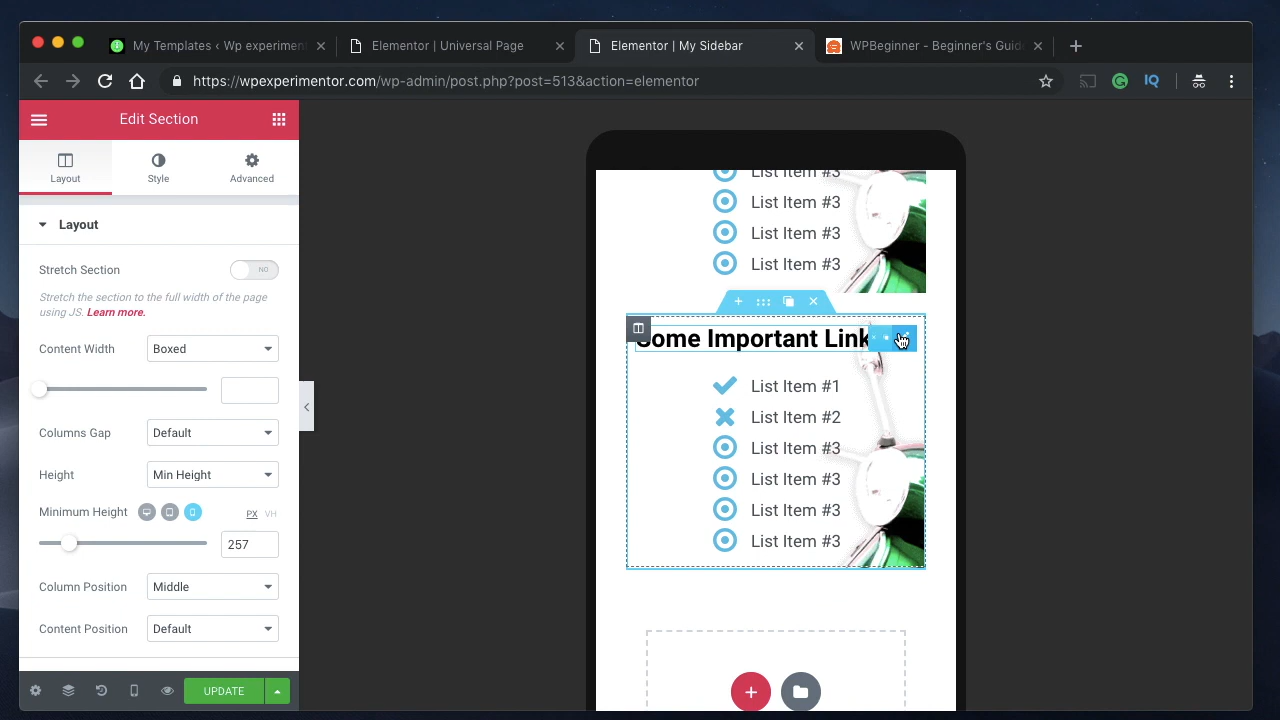 My Templates ‹ Wp experimen
Elementor | Universal Page
Elementor | My Sidebar
WPBeginner - Beginner's Guid
https://wpexperimentor.com/wp-admin/post.php?post=513&action=elementor
IQ
Edit Section
Layout
Style
Advanced
Layout
Stretch Section
NO
Stretch the section to the full width of the page
using JS. Learn more.
Content Width
Boxed
Columns Gap
Default
Height
Min Height
Minimum Height
PX
VH
257
Column Position
Middle
Content Position
Default
UPDATE
List Item #3
List Item #3
List Item #3
List Item #3
Some Important Link
List Item #1
List Item #2
List Item #3
List Item #3
List Item #3
List Item #3